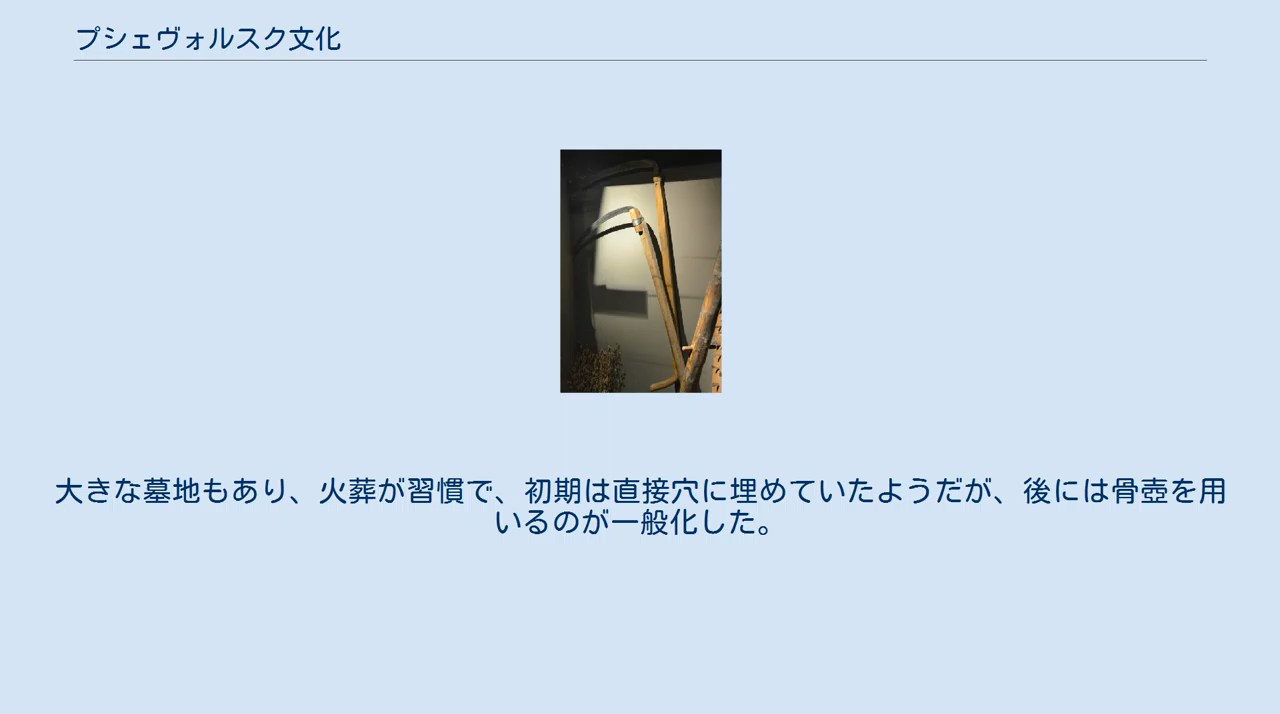 プシェヴォルスク文化
大きな墓地もあり、火葬が習慣で、初期は直接穴に埋めていたようだが、後には骨壺を用
いるのが一般化した。